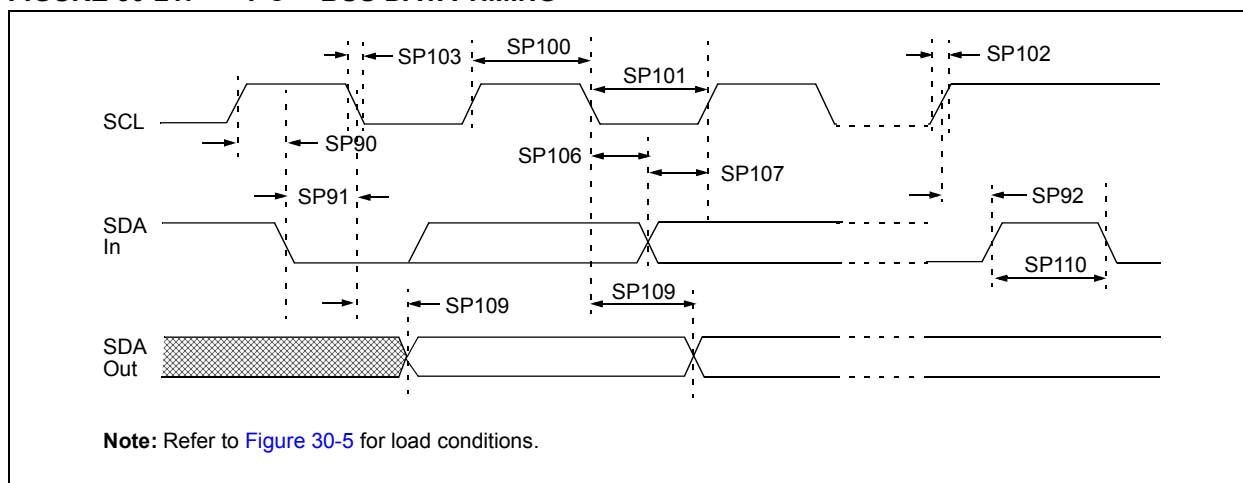 SP103
SP100
SP101
SP102
SCL
SP90
SP106
SP107
SP91
SP92
SDA
In
SP110
SP109
SP109
SDA
Out
Note: Refer to Figure 30-5 for load conditions.